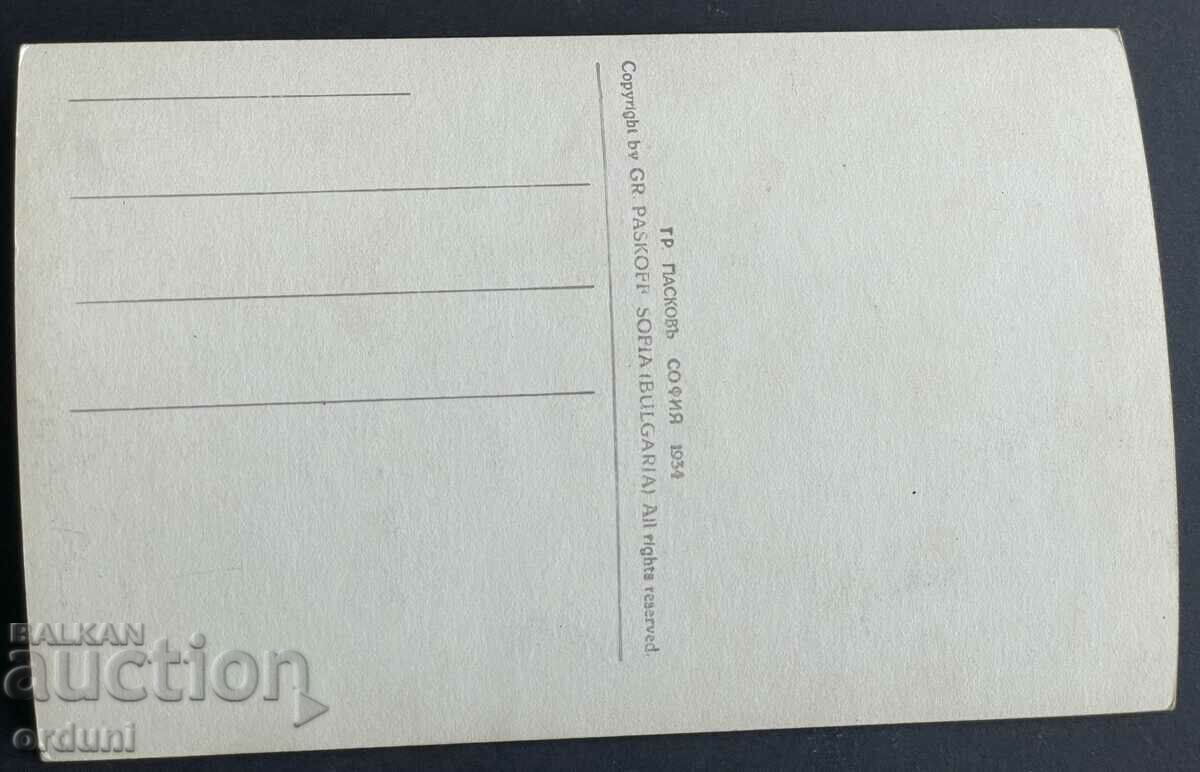 ГР. ПАСКОВЪ СОФИЯ 1934
Copyright by GR. PASKOFF SOFIA (BULGARIA) All rights reserved.
BALKAN
auction
orduni